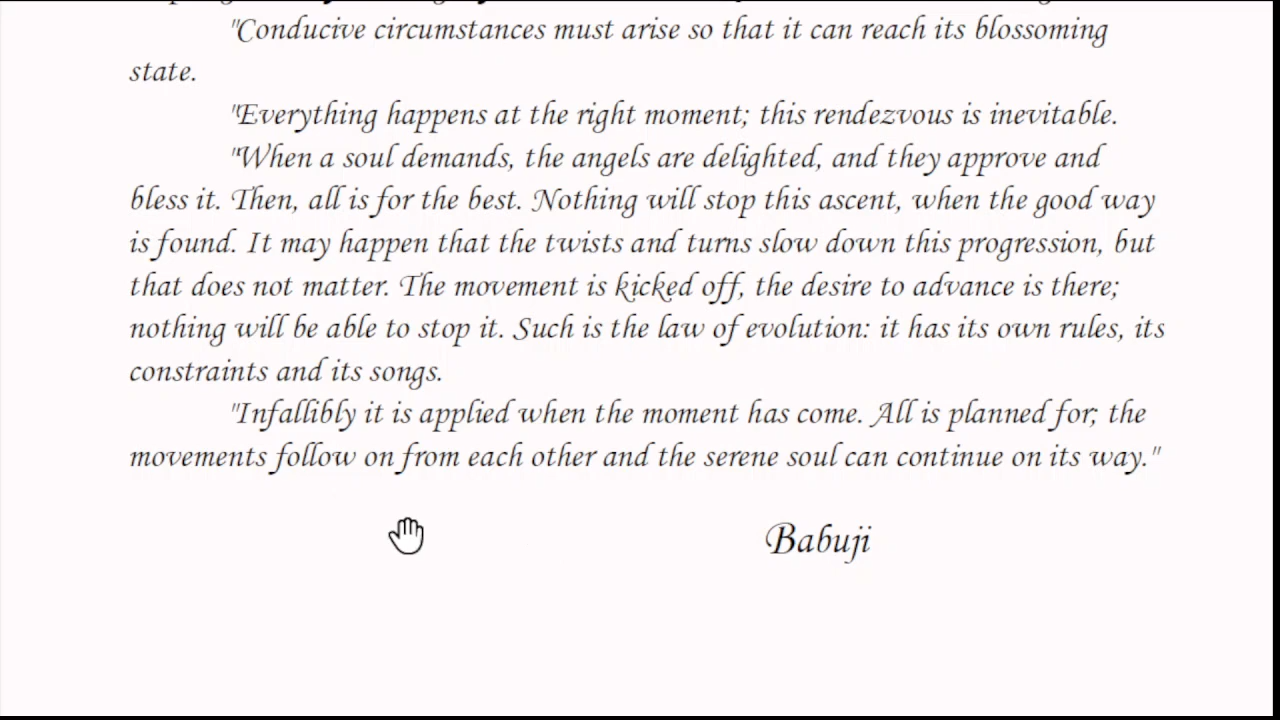 "Conducive circumstances must arise so that it can reach its blossoming
state.
"Everything happens at the right moment; this rendezvous is inevitable.
"When a soul demands, the angels are delighted, and they approve and
bless it. Then, all is for the best. Nothing will stop this ascent, when the good way
is found. It may happen that the twists and turns slow down this progression, but
that does not matter. The movement is kicked off, the desire to advance is there;
nothing will be able to stop it. Such is the law of evolution: it has its own rules, its
constraints and its songs.
"Infallibly it is applied when the moment has come. All is planned for; the
movements follow on from each other and the serene soul can continue on its way."
Babuji